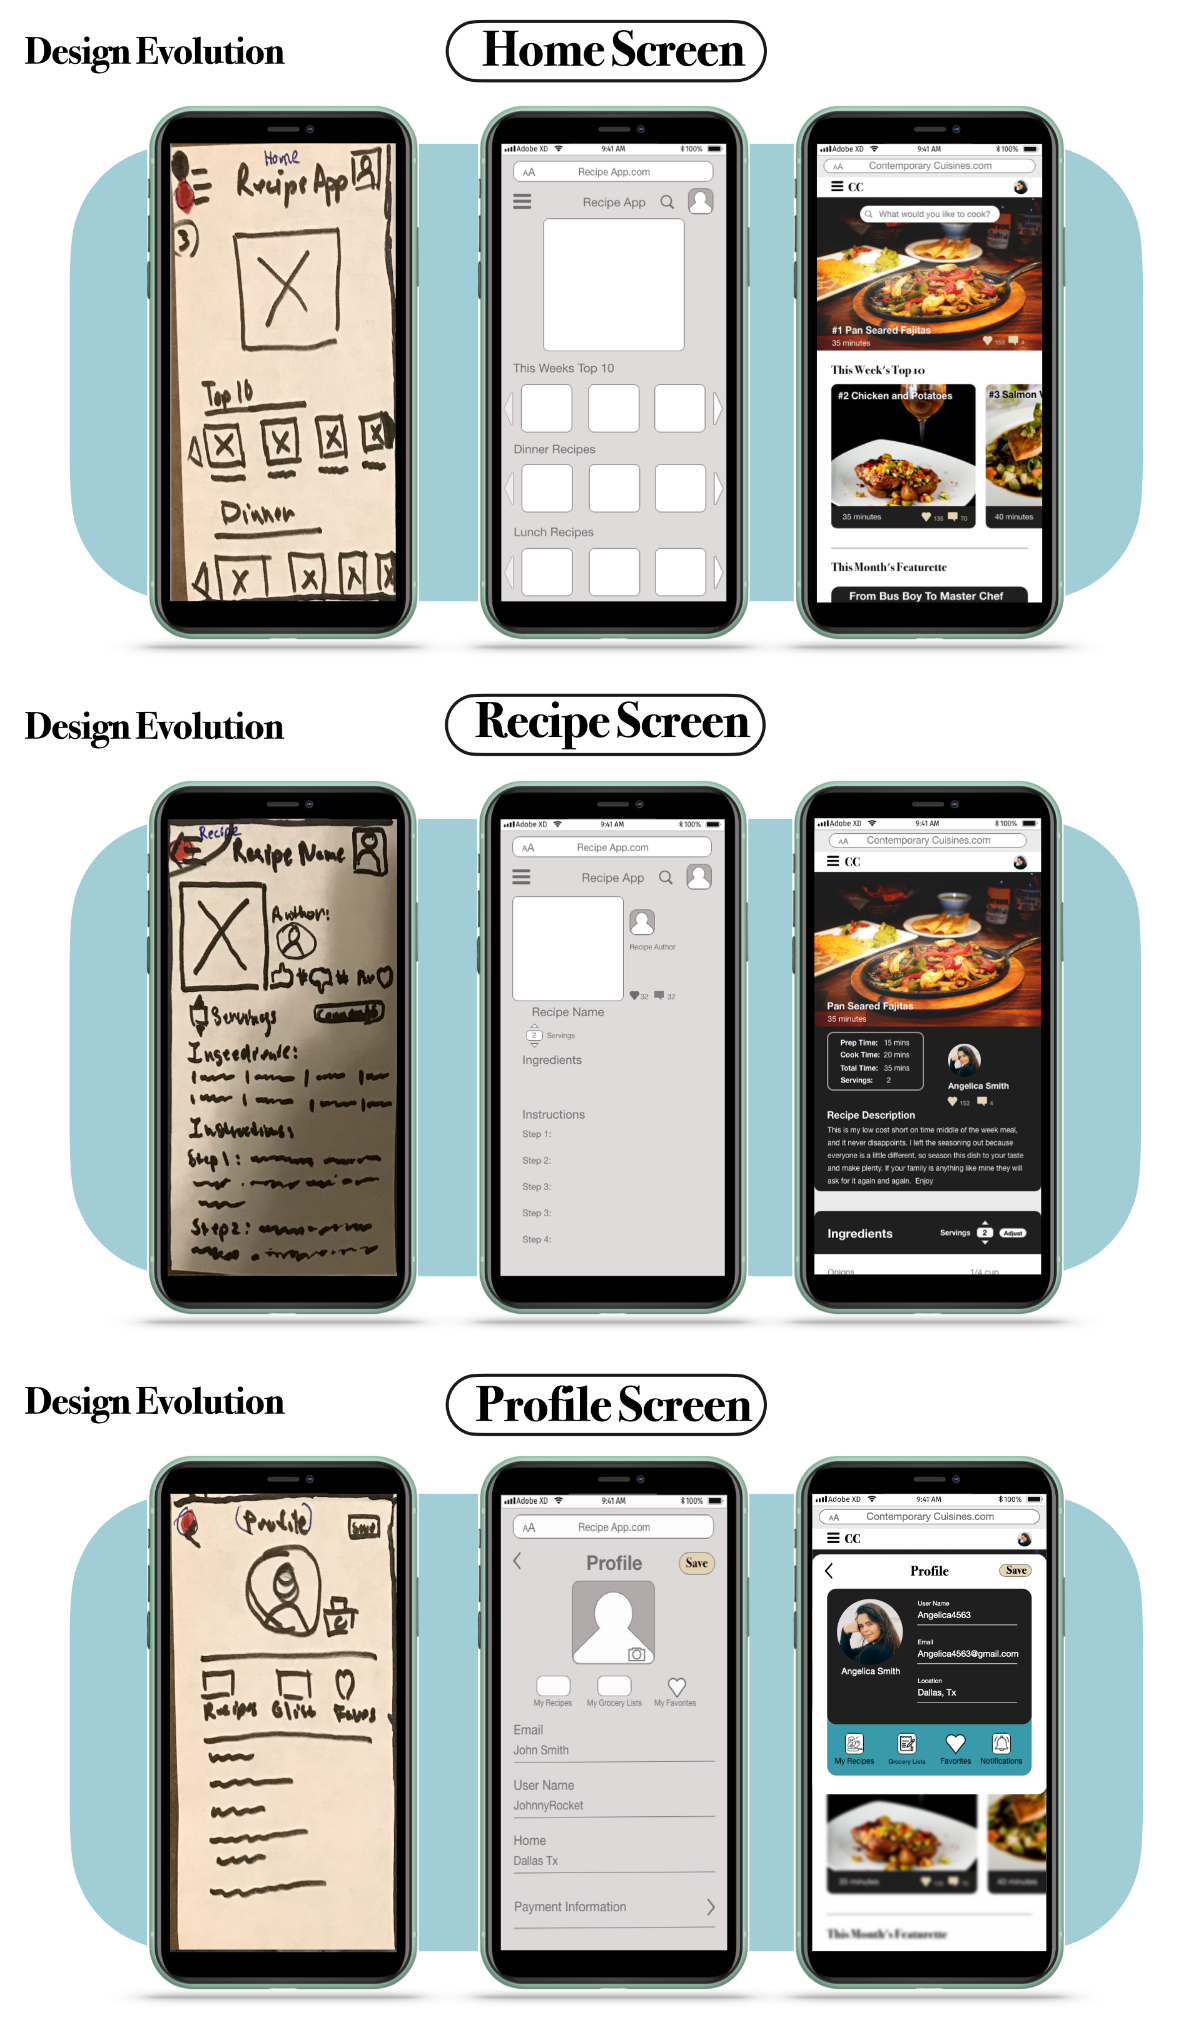 Design Evolution
Home Screen
Home
Recipe App
3
Top 10
Dinner
Adobe XD 9:41 AM 100%
AA Recipe App.com
Recipe App
This Weeks Top 10
Dinner Recipes
Lunch Recipes
Adobe XD 9:41 AM 100%
AA Contemporary Cuisines.com
CC
What would you like to cook?
#1 Pan Seared Fajitas
35 minutes 153 4
This Week's Top 10
#2 Chicken and Potatoes
#3 Salmon
35 minutes 135 70
40 minutes
This Month's Featurette
From Bus Boy To Master Chef
Design Evolution
Recipe Screen
Recipe
Recipe Name
Author:
# #
Servings
Comments
Ingredients:
Instructions
Step 1:
Step 2:
Adobe XD 9:41 AM 100%
AA Recipe App.com
Recipe App
Recipe Author
32 32
Recipe Name
2 Servings
Ingredients
Instructions
Step 1:
Step 2:
Step 3:
Step 3:
Step 4:
Adobe XD 9:41 AM 100%
AA Contemporary Cuisines.com
CC
Pan Seared Fajitas
35 minutes
Prep Time: 15 mins
Cook Time: 20 mins
Total Time: 35 mins
Servings: 2
Angelica Smith
153 4
Recipe Description
This is my low cost short on time middle of the week meal,
and it never disappoints. I left the seasoning out because
everyone is a little different, so season this dish to your taste
and make plenty. If your family is anything like mine they will
ask for it again and again. Enjoy
Ingredients Servings 2 Adjust
Onions 1/4 cup
Design Evolution
Profile Screen
(Profile)
Save
Recipes G/List Faves
Adobe XD 9:41 AM 100%
AA Recipe App.com
Profile Save
My Recipes My Grocery Lists My Favorites
Email
John Smith
User Name
JohnnyRocket
Home
Dallas Tx
Payment Information
Adobe XD 9:41 AM 100%
AA Contemporary Cuisines.com
CC
Profile Save
User Name
Angelica4563
Email
Angelica4563@gmail.com
Location
Dallas, Tx
Angelica Smith
My Recipes Grocery Lists Favorites Notifications
35 minutes
40 minutes
This Month's Featurette